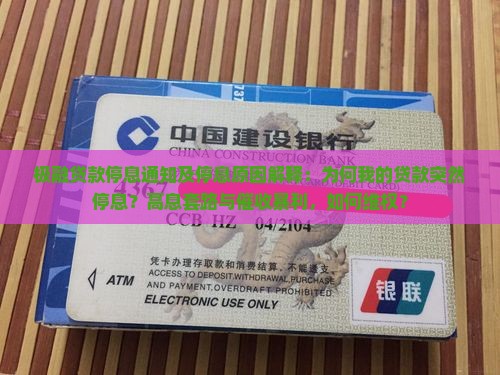 737
中国建设银行
CHINA CONSTRUCTION BANK
极融贷款停息通知及停息原因解释：为何我的贷款突然
停息？高息套路与催收暴利，如何维权？
4367
CCB HZ 04/2104
凭卡办理存取款和消费结算，不能透支。
ACCESS TO DEPOSIT,WITHDRAWAL,PURCHASE
AND PAYMENT,OVERDRAFT PROHIBITED.
ATM
ELECTRONIC USE ONLY
银联